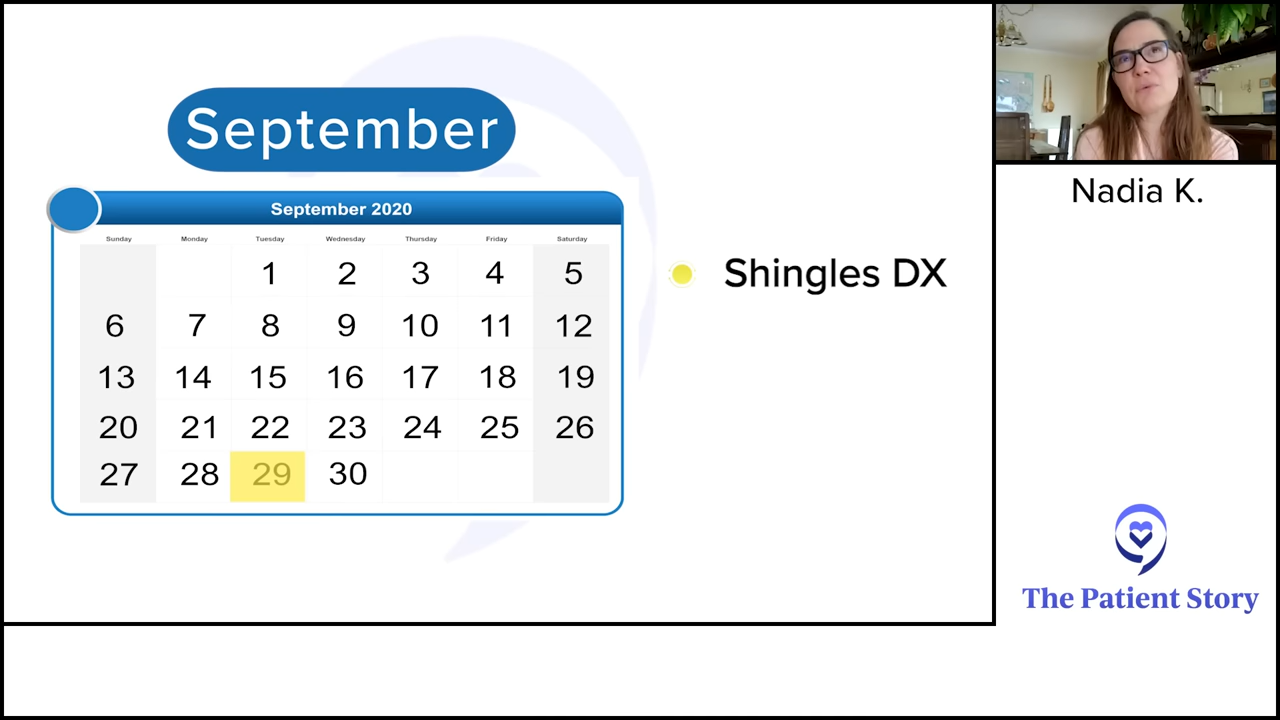 September
September 2020
Sunday Monday Tuesday Wednesday Thursday Friday Saturday
1 2 3 4 5
6 7 8 9 10 11 12
13 14 15 16 17 18 19
20 21 22 23 24 25 26
27 28 29 30
Shingles DX
Nadia K.
The Patient Story